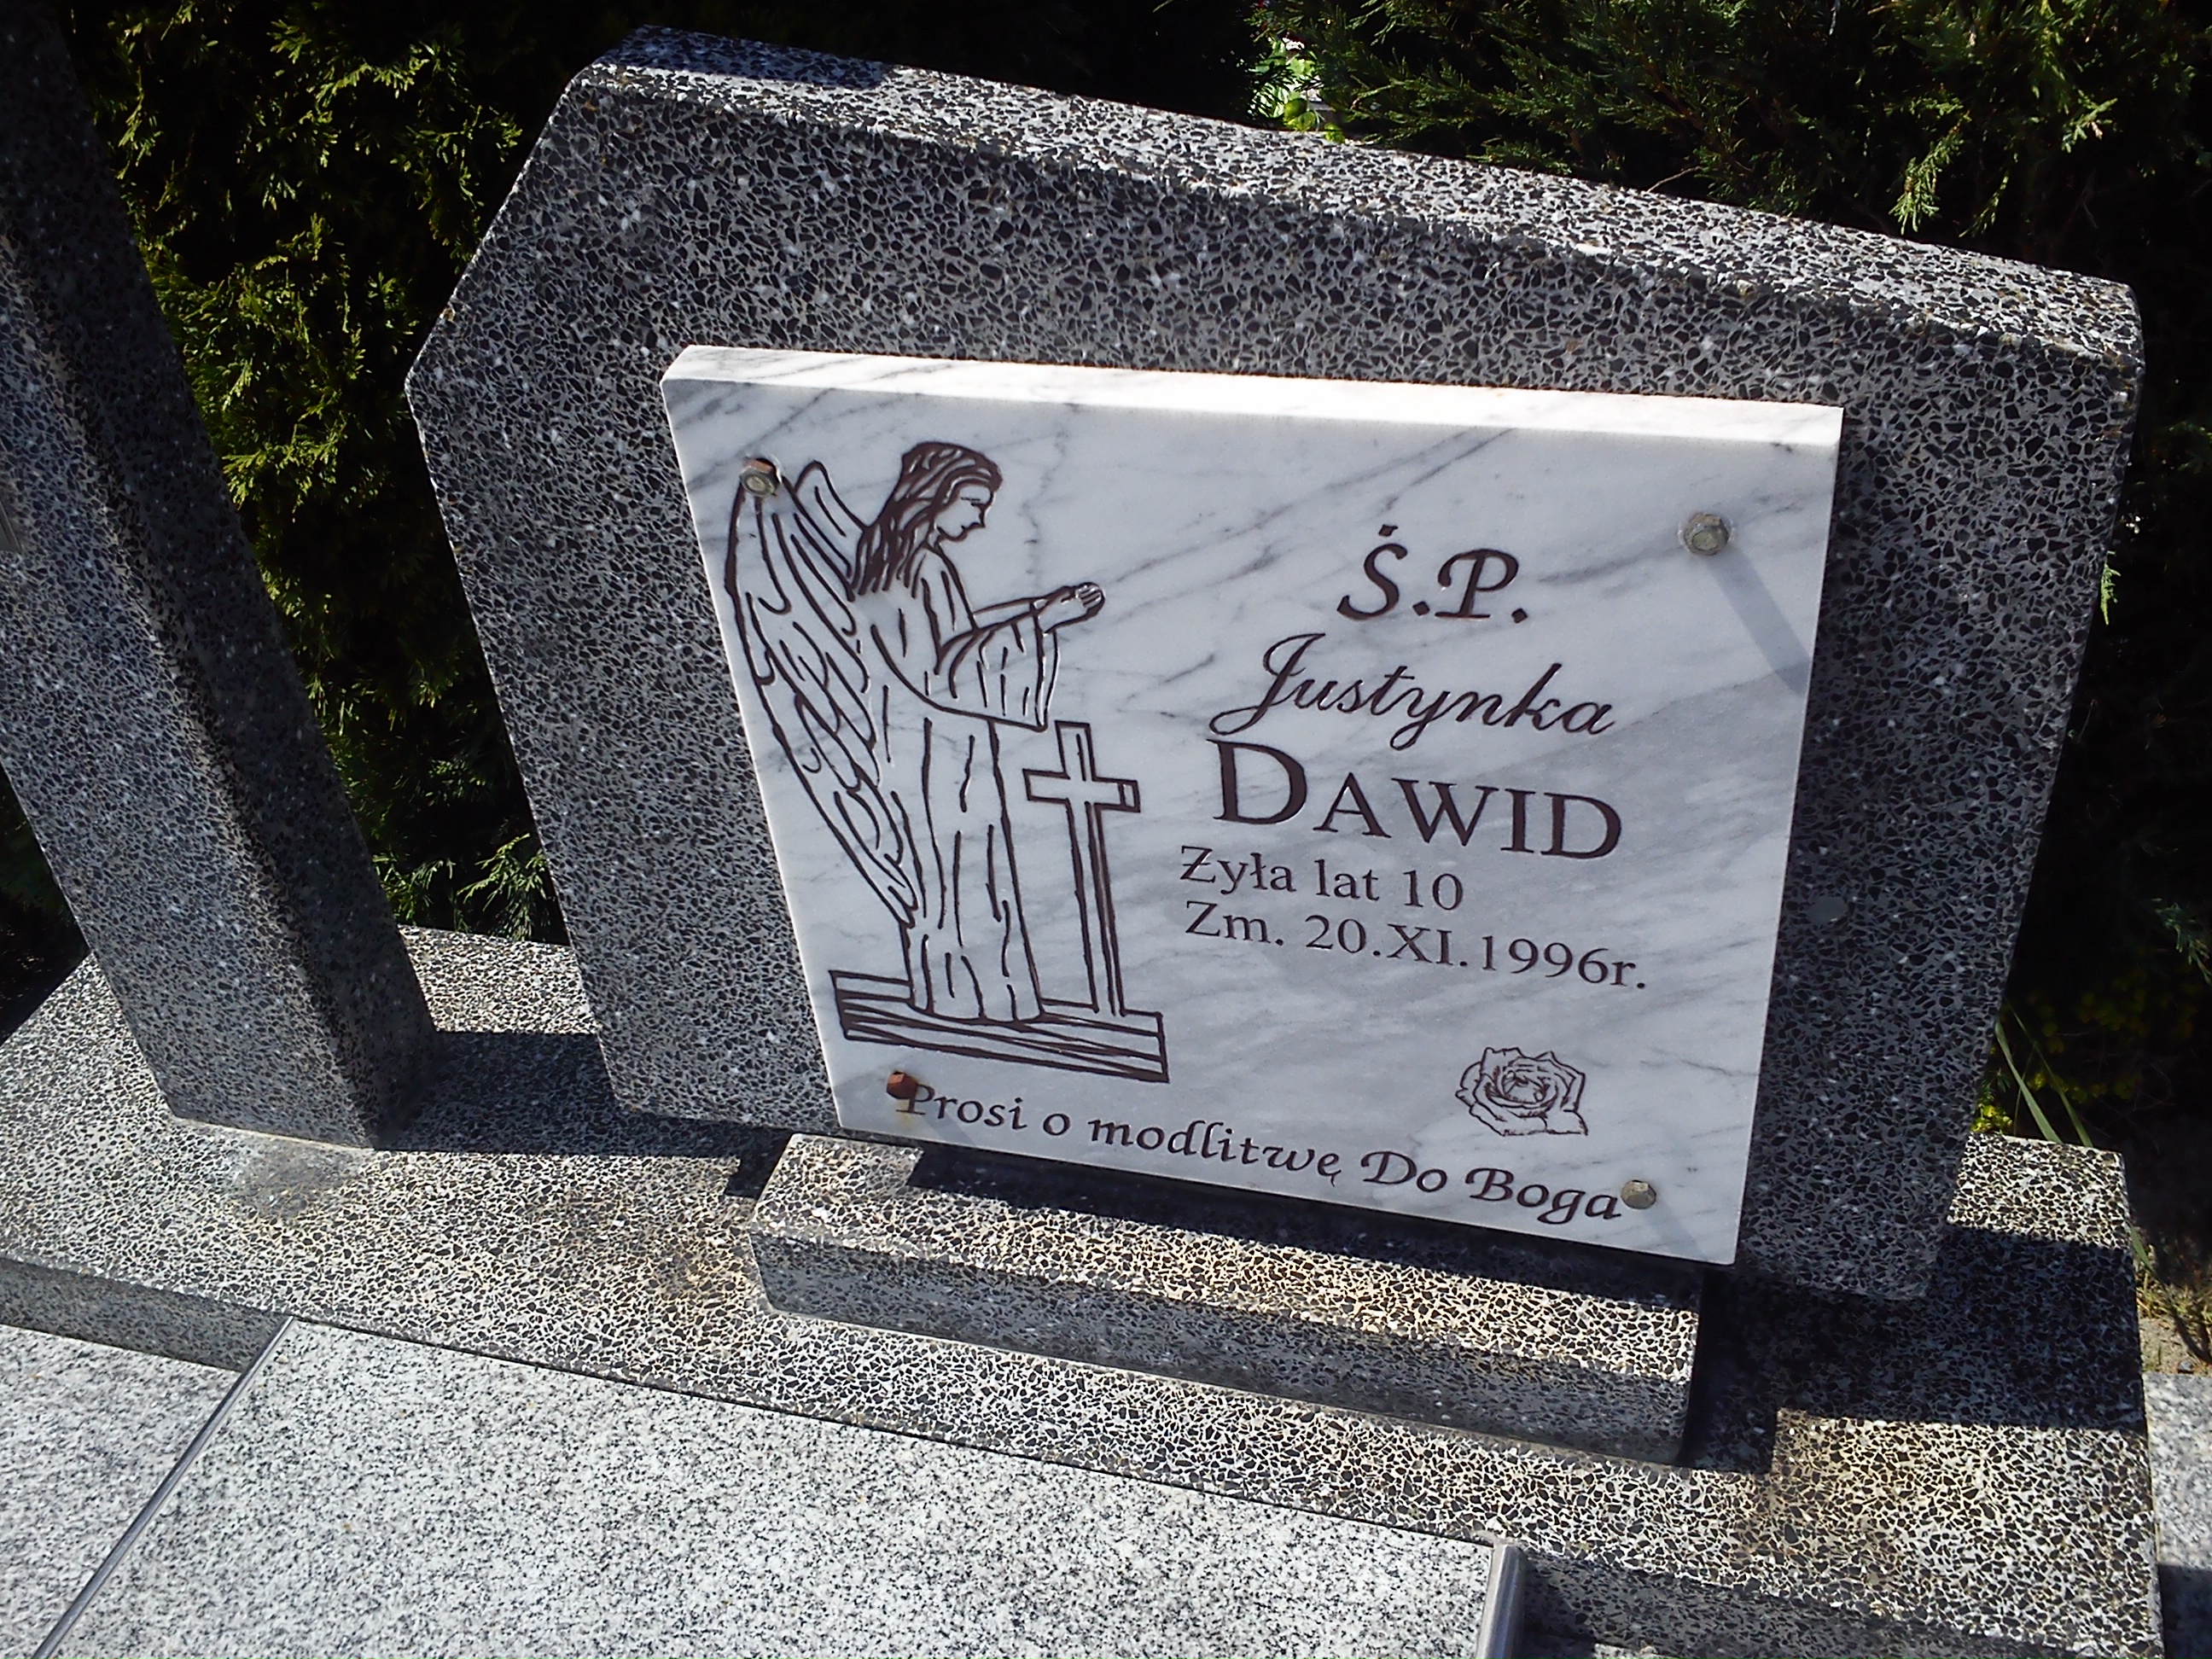 Ś.P.
Justynka
DAWID
Żyła lat 10
Zm. 20.XI.1996r.
Prosi o modlitwę Do Boga